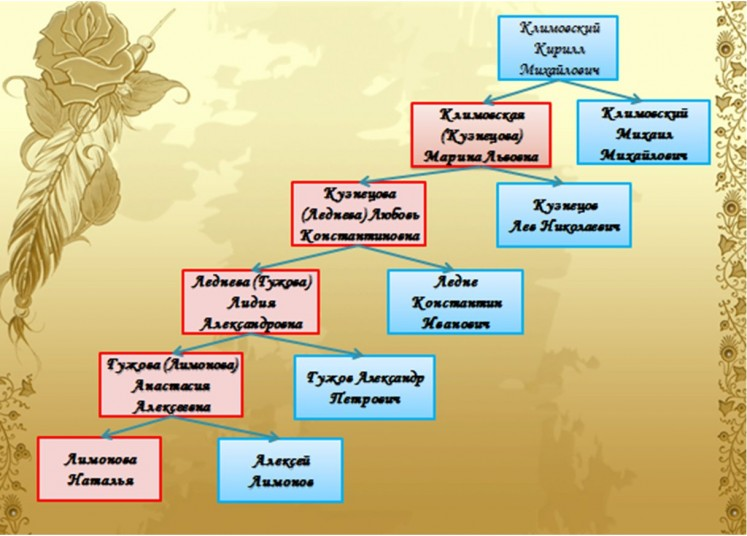 Климовский
Кирилл
Михайлович
Климовская
(Кузнецова)
Марина Львовна
Климовский
Михаил
Михайлович
Кузнецова
(Леднева) Любовь
Константиновна
Кузнецов
Лев Николаевич
Леднева (Гужова)
Лидия
Александровна
Ледне
Константин
Иванович
Гужова (Лимонова)
Анастасия
Алексеевна
Гужов Александр
Петрович
Лимонова
Наталья
Алексей
Лимонов